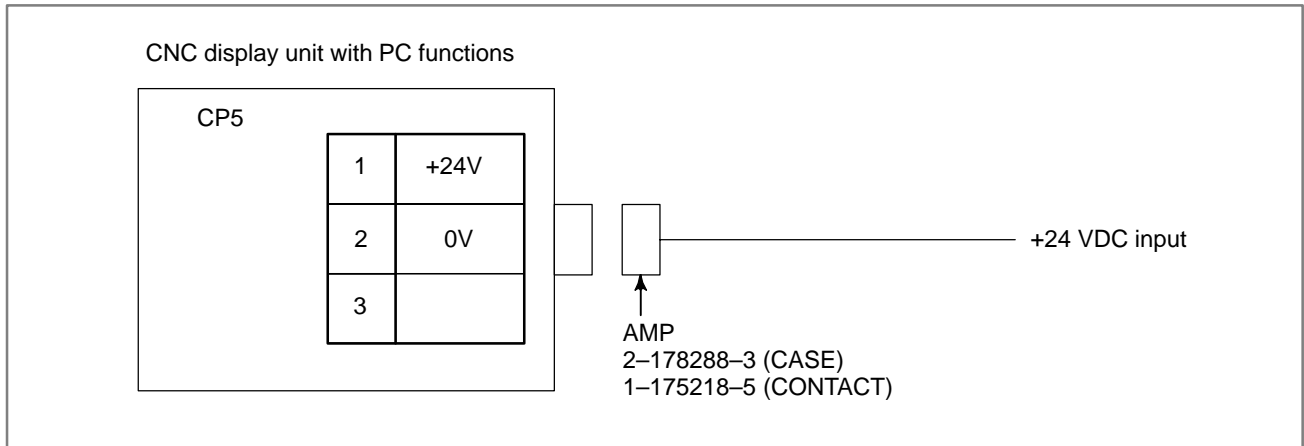 CNC display unit with PC functions
CP5
1 +24V
2 0V
3
+24 VDC input
AMP
2–178288–3 (CASE)
1–175218–5 (CONTACT)